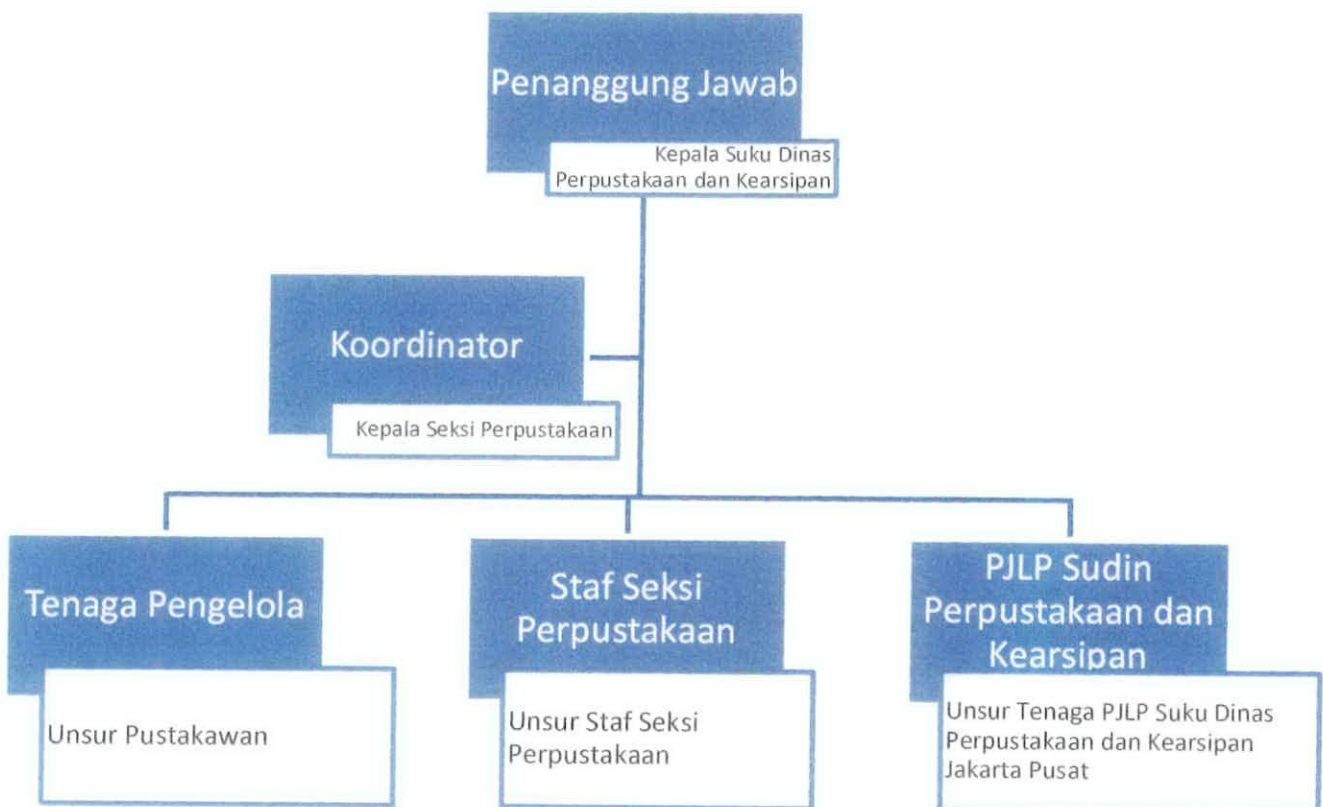 Penanggung Jawab
Kepala Suku Dinas
Perpustakaan dan Kearsipan
Koordinator
Kepala Seksi Perpustakaan
Tenaga Pengelola
Unsur Pustakawan
Staf Seksi
Perpustakaan
Unsur Staf Seksi
Perpustakaan
PJLP Sudin
Perpustakaan dan
Kearsipan
Unsur Tenaga PJLP Suku Dinas
Perpustakaan dan Kearsipan
Jakarta Pusat